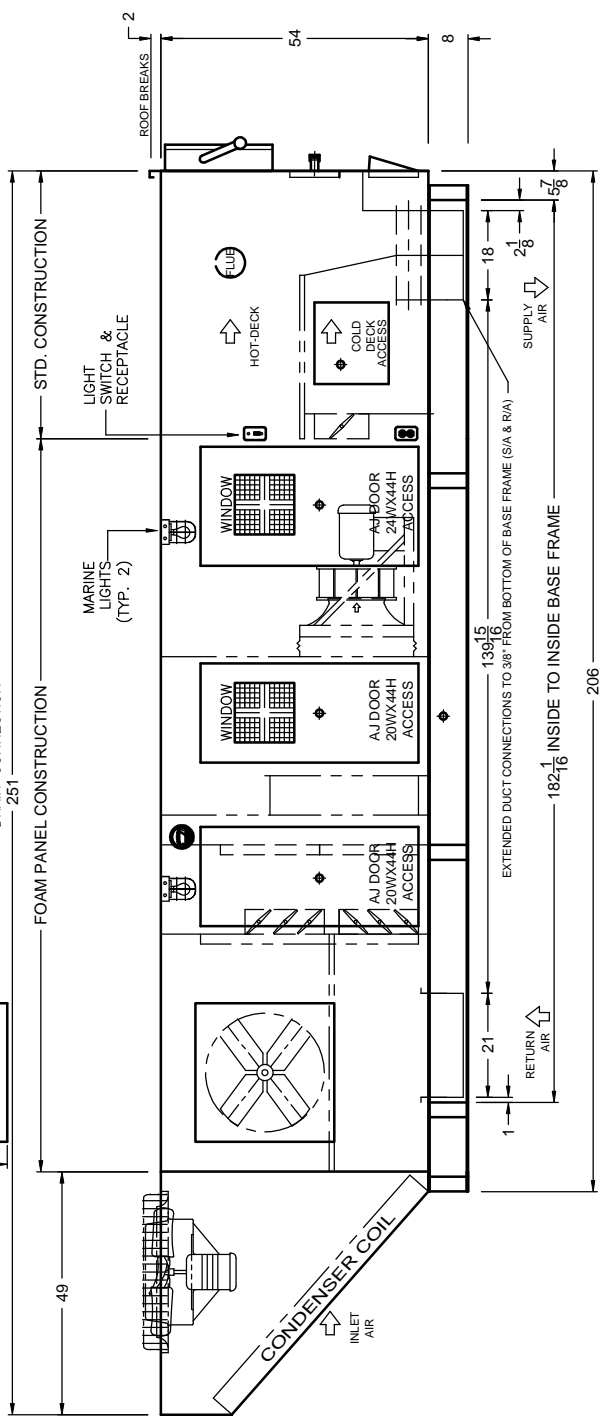 251
FOAM PANEL CONSTRUCTION
STD. CONSTRUCTION
49
MARINE
LIGHTS
(TYP. 2)
LIGHT
SWITCH &
RECEPTACLE
2
ROOF BREAKS
54
8
FLUE
HOT-DECK
COLD
DECK
ACCESS
WINDOW
AJ DOOR
24WX44H
ACCESS
WINDOW
AJ DOOR
20WX44H
ACCESS
AJ DOOR
20WX44H
ACCESS
CONDENSER COIL
INLET
AIR
1
21
RETURN
AIR
139 15/16
EXTENDED DUCT CONNECTIONS TO 3/8" FROM BOTTOM OF BASE FRAME (S/A & R/A)
182 1/16 INSIDE TO INSIDE BASE FRAME
18
2 1/8
5 7/8
SUPPLY
AIR
206